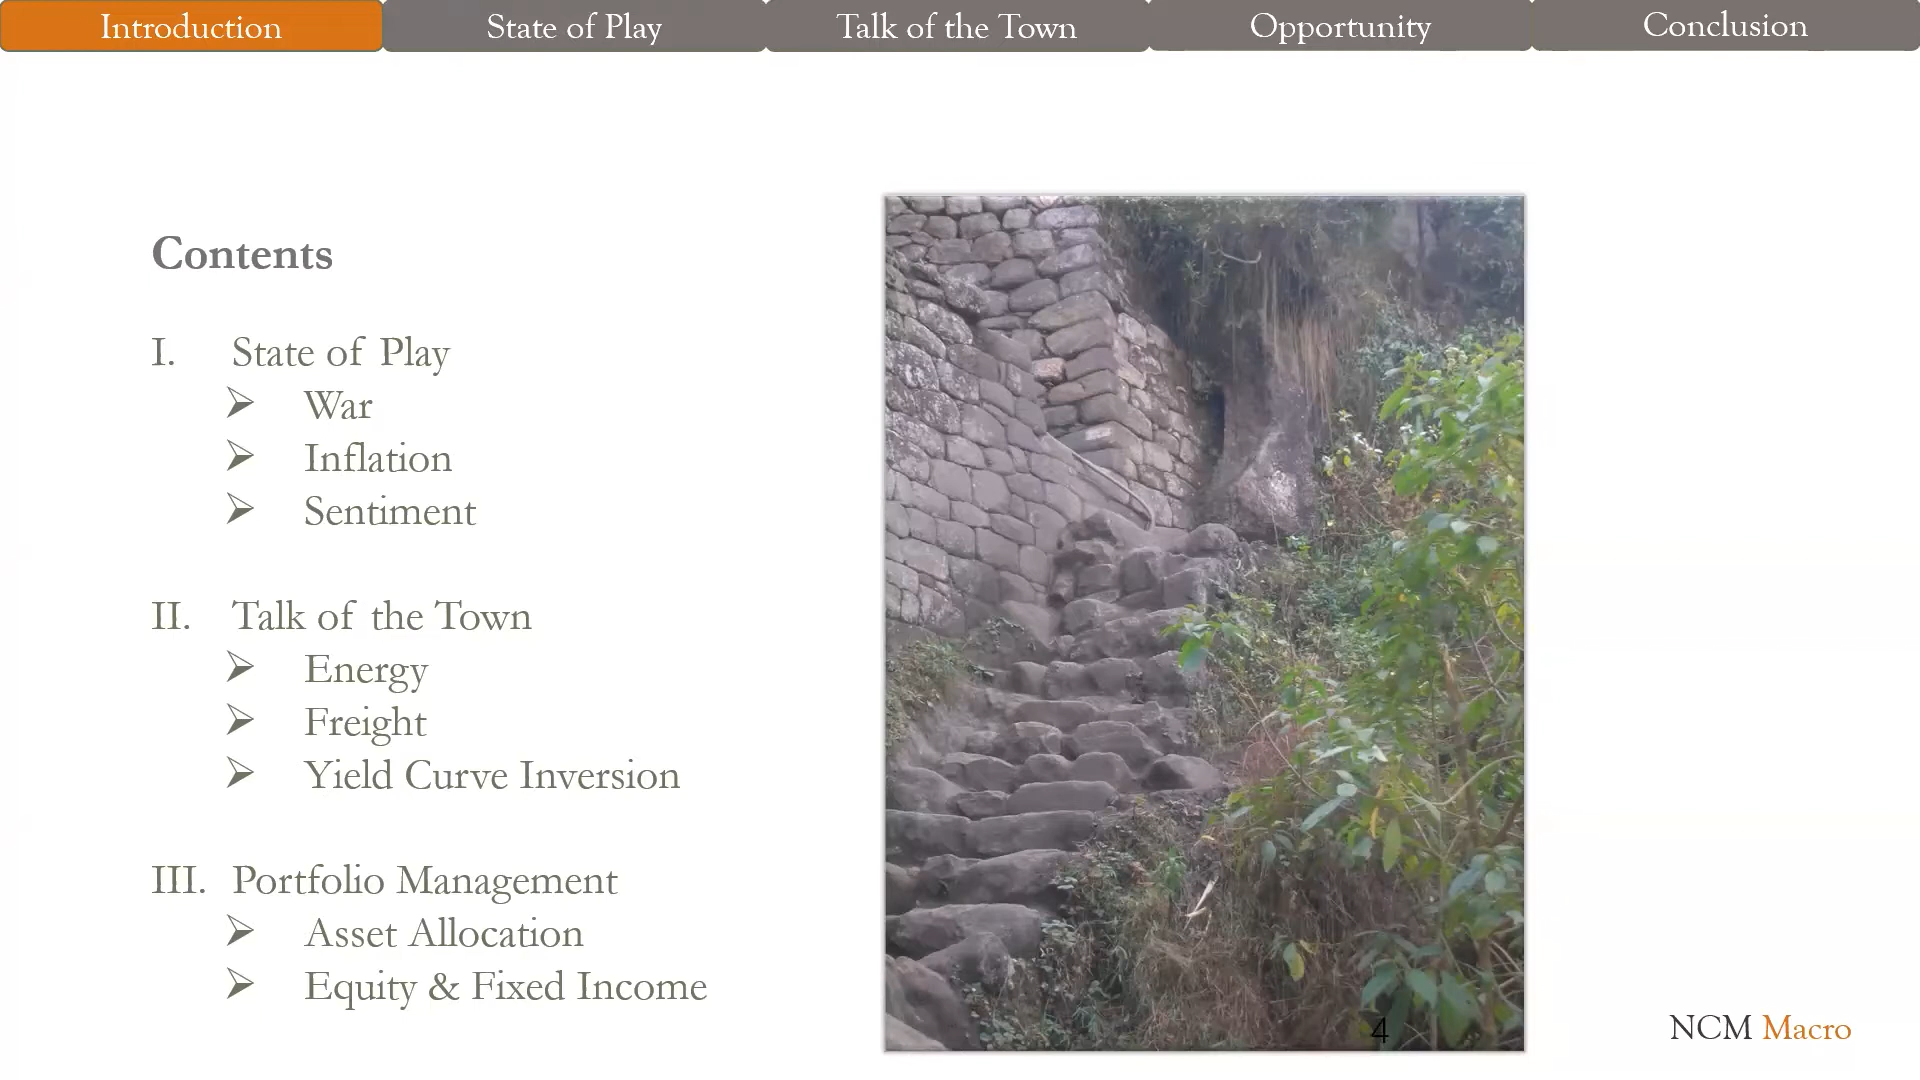 Introduction
State of Play
Talk of the Town
Opportunity
Conclusion
Contents
I. State of Play
➢ War
➢ Inflation
➢ Sentiment
II. Talk of the Town
➢ Energy
➢ Freight
➢ Yield Curve Inversion
III. Portfolio Management
➢ Asset Allocation
➢ Equity & Fixed Income
4
NCM Macro